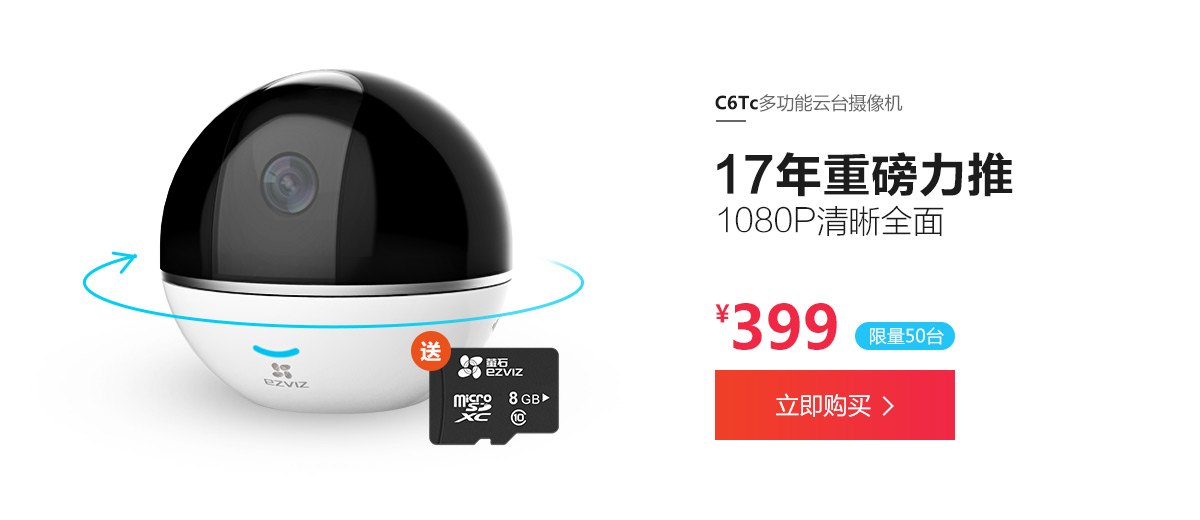 C6Tc多功能云台摄像机
17年重磅力推
1080P清晰全面
¥399
限量50台
立即购买 >
ezviz
送
萤石
ezviz
micro
SD
XC
8 GB
10